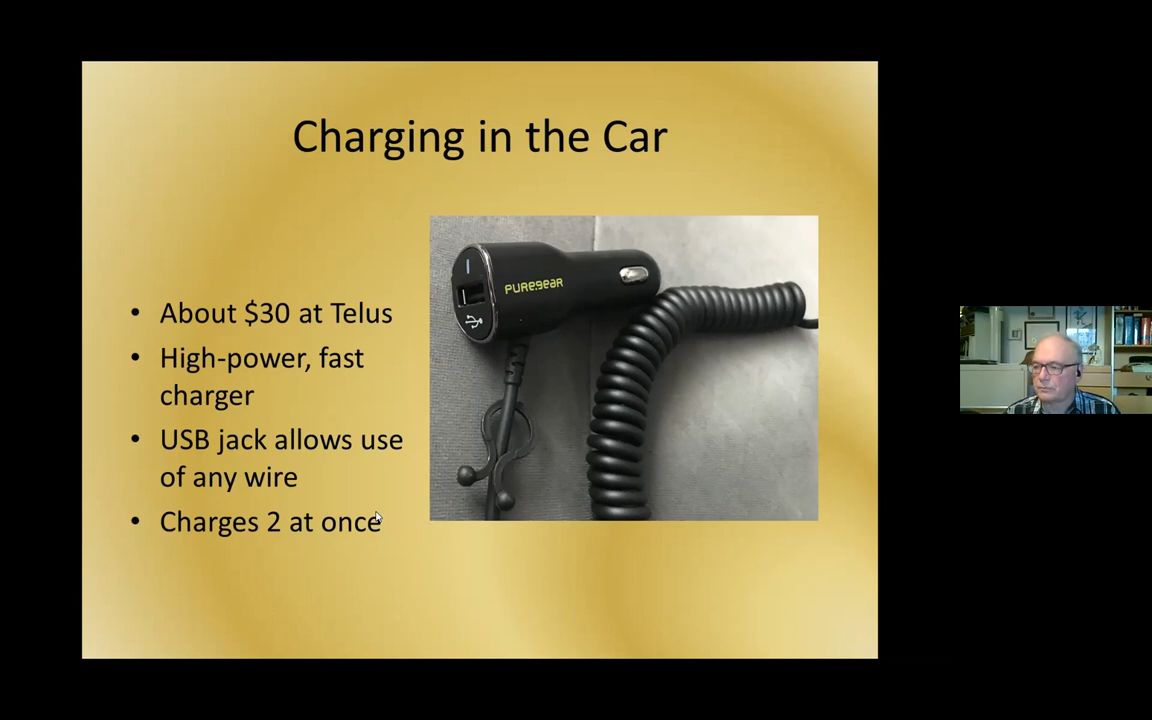 Charging in the Car
• About $30 at Telus
• High-power, fast
charger
• USB jack allows use
of any wire
• Charges 2 at once
PUREGEAR